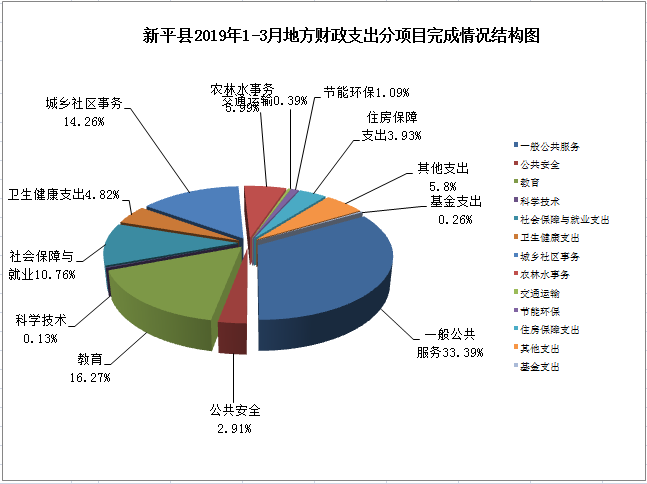 新平县2019年1-3月地方财政支出分项目完成情况结构图
农林水事务
5.99%
交通运输0.39%
节能环保1.09%
城乡社区事务
14.26%
住房保障
支出3.93%
其他支出
5.8%
卫生健康支出4.82%
基金支出
0.26%
社会保障与
就业10.76%
科学技术
0.13%
教育
16.27%
公共安全
2.91%
一般公共
服务33.39%
一般公共服务
公共安全
教育
科学技术
社会保障与就业支出
卫生健康支出
城乡社区事务
农林水事务
交通运输
节能环保
住房保障支出
其他支出
基金支出